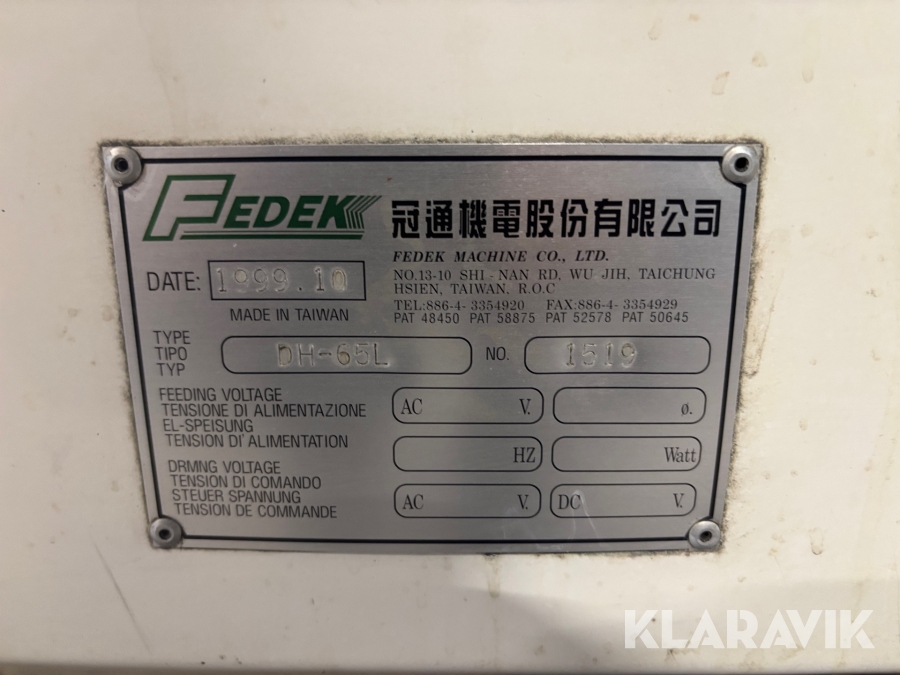 FEDEK
冠通機電股份有限公司
FEDEK MACHINE CO., LTD.
NO.13-10 SHI-NAN RD, WU JIH, TAICHUNG
HSIEN, TAIWAN, R.O.C
TEL:886-4- 3354920 FAX:886-4- 3354929
PAT 48450 PAT 58875 PAT 52578 PAT 50645
DATE: 1999.10
MADE IN TAIWAN
TYPE
TIPO
TYP
DH-65L
NO. 1519
FEEDING VOLTAGE
TENSIONE DI ALIMENTAZIONE
EL-SPEISUNG
TENSION DI'ALIMENTATION
AC V. ø.
HZ Watt
DRMNG VOLTAGE
TENSION DI COMANDO
STEUER SPANNUNG
TENSION DE COMMANDE
AC V. DC V.
KLARAVIK